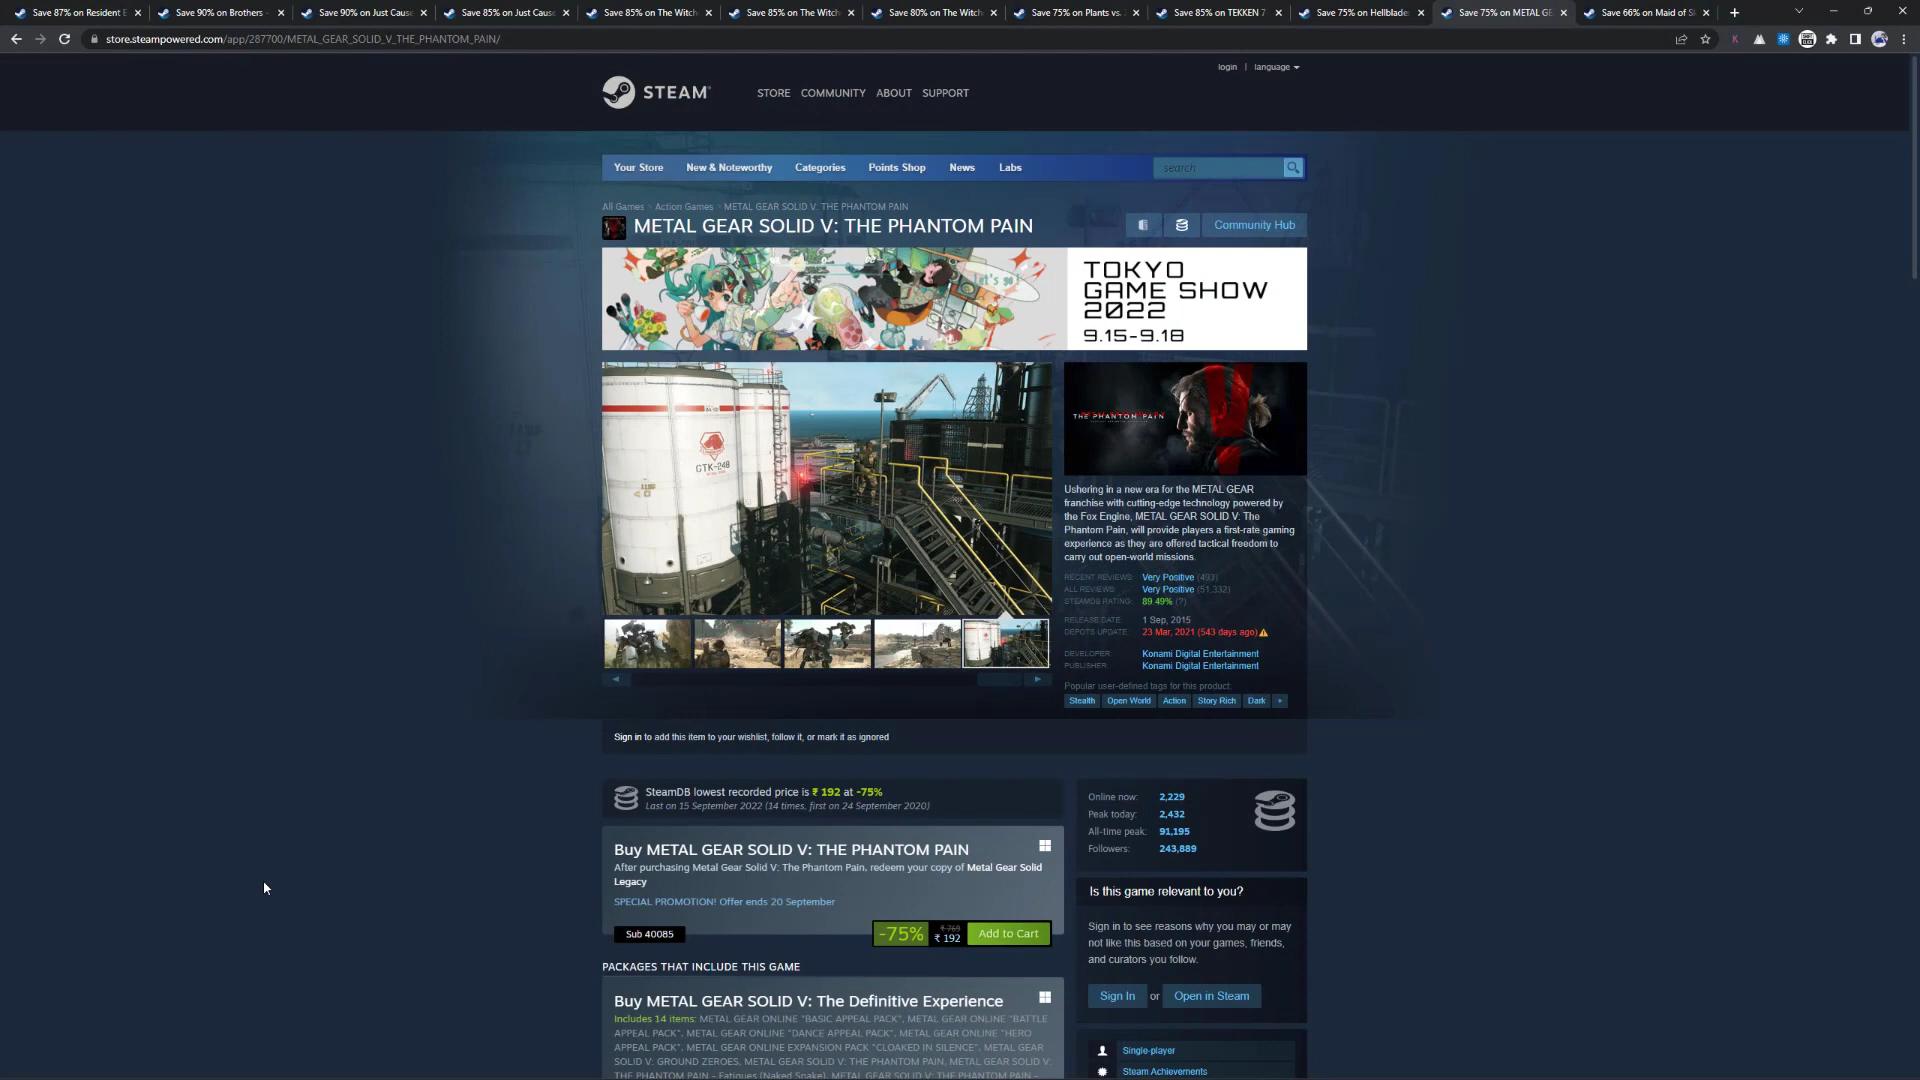 Save 87% on Resident E
Save 90% on Brothers -
Save 90% on Just Cause
Save 85% on Just Cause
Save 85% on The Witch
Save 85% on The Witch
Save 80% on The Witch
Save 75% on Plants vs.
Save 85% on TEKKEN 7
Save 75% on Hellblade
Save 75% on METAL GE
Save 66% on Maid of S
store.steampowered.com/app/287700/METAL_GEAR_SOLID_V_THE_PHANTOM_PAIN/
login | language
STEAM
STORE COMMUNITY ABOUT SUPPORT
Your Store New & Noteworthy Categories Points Shop News Labs search
All Games > Action Games > METAL GEAR SOLID V: THE PHANTOM PAIN
METAL GEAR SOLID V: THE PHANTOM PAIN
Community Hub
let's go!
TOKYO
GAME SHOW
2022
9.15-9.18
GTK-248
THE PHANTOM PAIN
Ushering in a new era for the METAL GEAR
franchise with cutting-edge technology powered by
the Fox Engine, METAL GEAR SOLID V: The
Phantom Pain, will provide players a first-rate gaming
experience as they are offered tactical freedom to
carry out open-world missions.
RECENT REVIEWS: Very Positive (493)
ALL REVIEWS: Very Positive (51,332)
STEAMDB RATING: 89.49% (?)
RELEASE DATE: 1 Sep, 2015
DEPOTS UPDATE: 23 Mar, 2021 (543 days ago)
DEVELOPER: Konami Digital Entertainment
PUBLISHER: Konami Digital Entertainment
Popular user-defined tags for this product:
Stealth Open World Action Story Rich Dark +
Sign in to add this item to your wishlist, follow it, or mark it as ignored
SteamDB lowest recorded price is ₹ 192 at -75%
Last on 15 September 2022 (14 times, first on 24 September 2020)
Buy METAL GEAR SOLID V: THE PHANTOM PAIN
After purchasing Metal Gear Solid V: The Phantom Pain, redeem your copy of Metal Gear Solid
Legacy
SPECIAL PROMOTION! Offer ends 20 September
Sub 40085
-75% ₹ 769 ₹ 192 Add to Cart
PACKAGES THAT INCLUDE THIS GAME
Buy METAL GEAR SOLID V: The Definitive Experience
Includes 14 items: METAL GEAR ONLINE "BASIC APPEAL PACK", METAL GEAR ONLINE "BATTLE
APPEAL PACK", METAL GEAR ONLINE "DANCE APPEAL PACK", METAL GEAR ONLINE "HERO
APPEAL PACK", METAL GEAR ONLINE EXPANSION PACK "CLOAKED IN SILENCE", METAL GEAR
SOLID V: GROUND ZEROES, METAL GEAR SOLID V: THE PHANTOM PAIN, METAL GEAR SOLID V:
THE PHANTOM PAIN - Fatigues (Naked Snake), METAL GEAR SOLID V: THE PHANTOM PAIN -
Online now: 2,229
Peak today: 2,432
All-time peak: 91,195
Followers: 243,889
Is this game relevant to you?
Sign in to see reasons why you may or may
not like this based on your games, friends,
and curators you follow.
Sign In or Open in Steam
Single-player
Steam Achievements